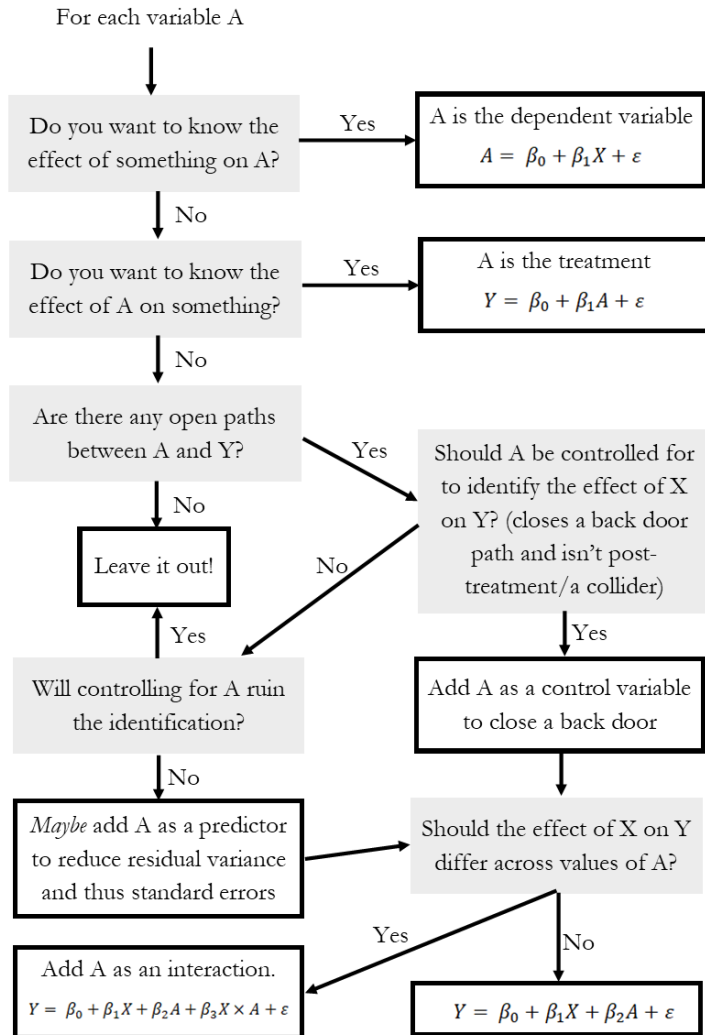 For each variable A
Do you want to know the
effect of something on A?
Yes
A is the dependent variable
A = β₀ + β₁X + ε
No
Do you want to know the
effect of A on something?
Yes
A is the treatment
Y = β₀ + β₁A + ε
No
Are there any open paths
between A and Y?
Yes
Should A be controlled for
to identify the effect of X
on Y? (closes a back door
path and isn’t post-
treatment/a collider)
No
Leave it out!
No
Yes
Yes
Will controlling for A ruin
the identification?
Add A as a control variable
to close a back door
No
Maybe add A as a predictor
to reduce residual variance
and thus standard errors
Should the effect of X on Y
differ across values of A?
Yes
No
Add A as an interaction.
Y = β₀ + β₁X + β₂A + β₃X × A + ε
Y = β₀ + β₁X + β₂A + ε